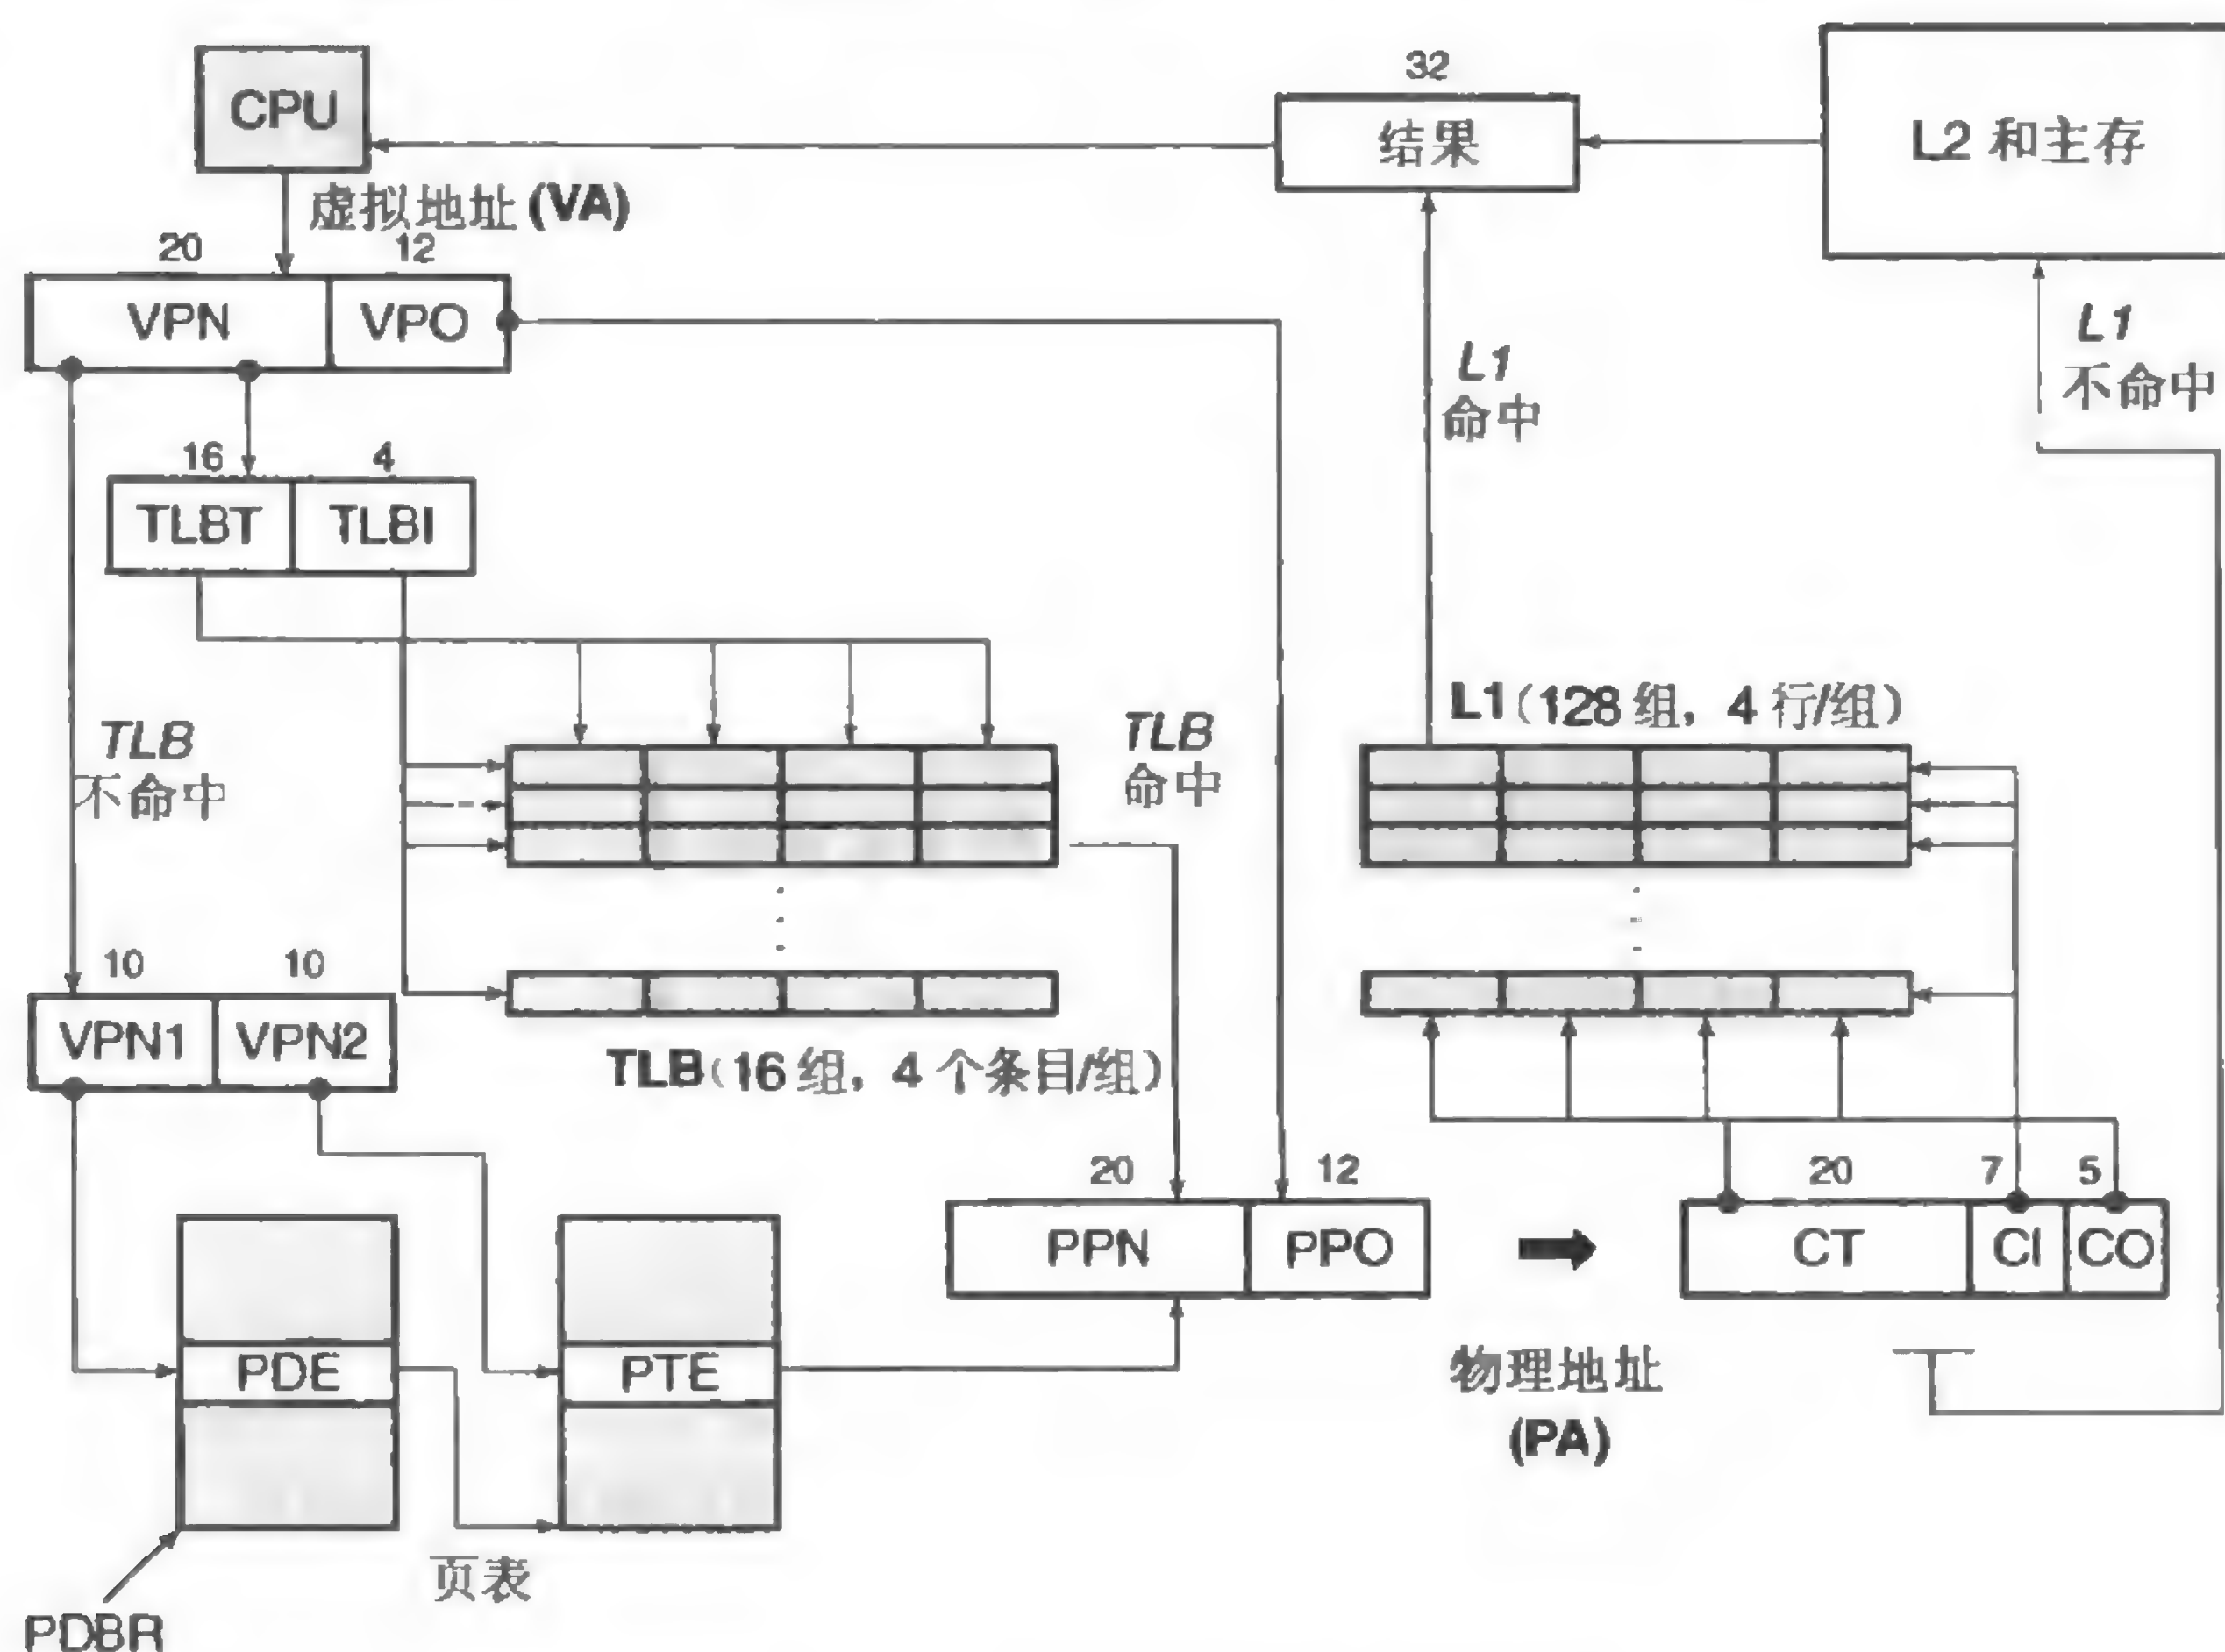 CPU
32
结果
L2 和主存
虚拟地址 (VA)
20
12
VPN
VPO
L1
命中
L1
不命中
16
4
TLBT
TLBI
TLB
不命中
TLB
命中
L1 (128 组, 4 行/组)
10
10
VPN1
VPN2
TLB (16 组, 4 个条目/组)
20
12
PPN
PPO
20
7
5
CT
CI
CO
PDE
PTE
物理地址
(PA)
页表
PDBR